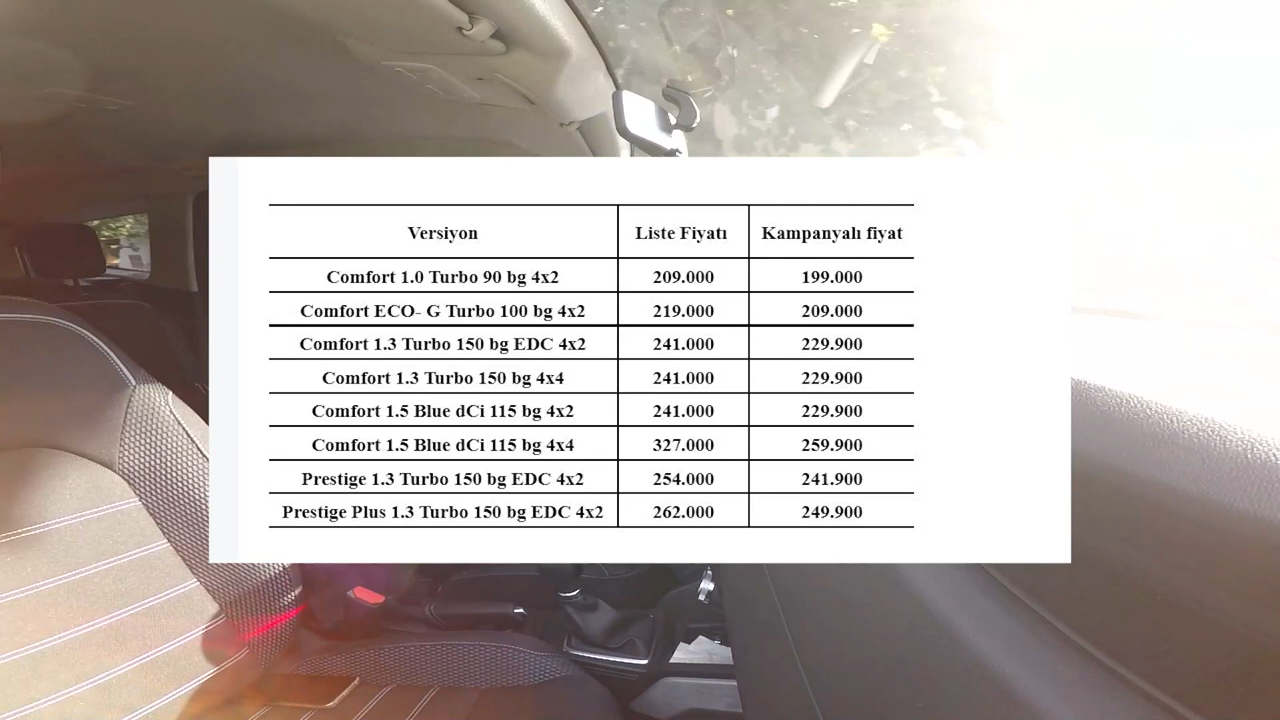 Versiyon Liste Fiyatı Kampanyalı fiyat
Comfort 1.0 Turbo 90 bg 4x2 209.000 199.000
Comfort ECO- G Turbo 100 bg 4x2 219.000 209.000
Comfort 1.3 Turbo 150 bg EDC 4x2 241.000 229.900
Comfort 1.3 Turbo 150 bg 4x4 241.000 229.900
Comfort 1.5 Blue dCi 115 bg 4x2 241.000 229.900
Comfort 1.5 Blue dCi 115 bg 4x4 327.000 259.900
Prestige 1.3 Turbo 150 bg EDC 4x2 254.000 241.900
Prestige Plus 1.3 Turbo 150 bg EDC 4x2 262.000 249.900